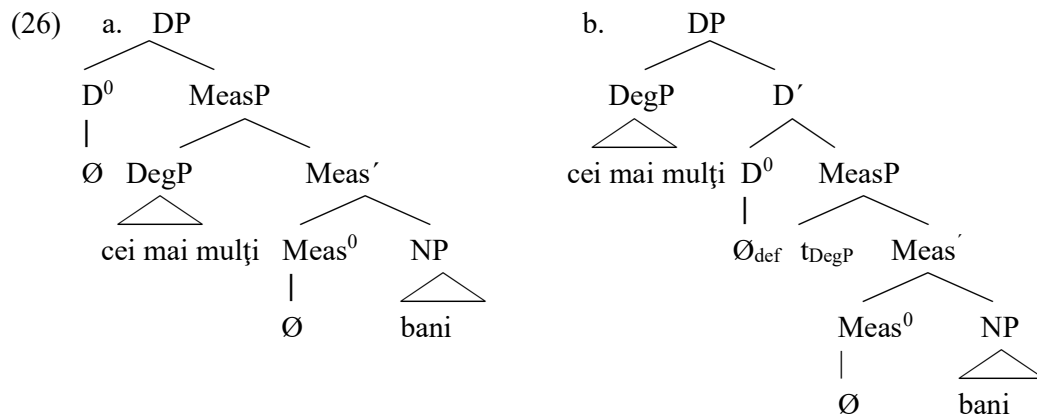 (26) a. DP b. DP
D⁰ MeasP DegP D´
Ø DegP Meas´ cei mai mulţi D⁰ MeasP
cei mai mulţi Meas⁰ NP Ødef tDegP Meas´
Ø bani Meas⁰ NP
Ø bani